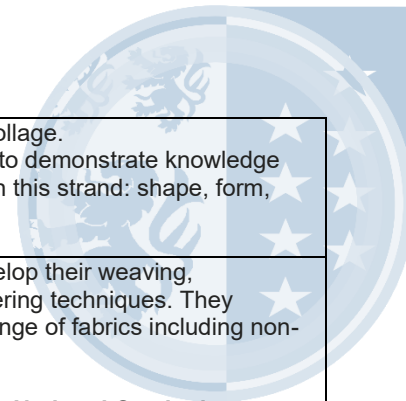 ollage.
to demonstrate knowledge
this strand: shape, form,
elop their weaving,
ering techniques. They
nge of fabrics including non-